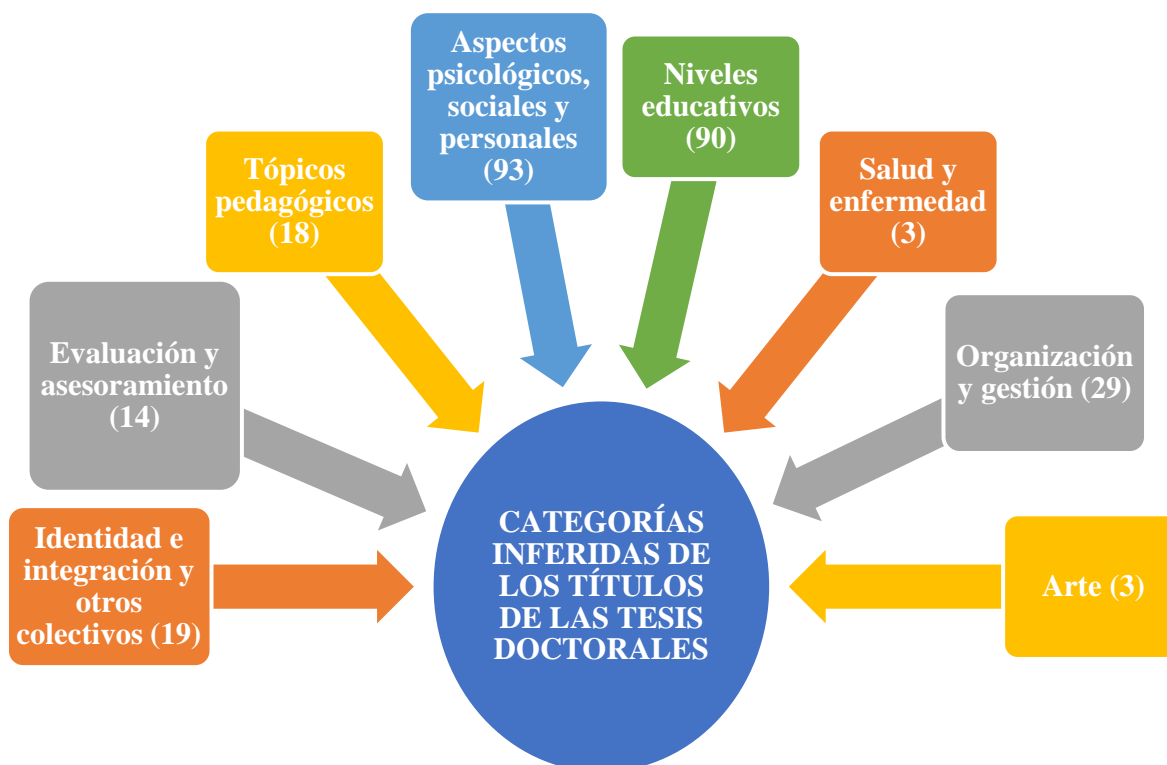 Aspectos
psicológicos,
sociales y
personales
(93)
Niveles
educativos
(90)
Tópicos
pedagógicos
(18)
Salud y
enfermedad
(3)
Evaluación y
asesoramiento
(14)
Organización
y gestión (29)
Identidad e
integración y
otros
colectivos (19)
CATEGORÍAS
INFERIDAS DE
LOS TÍTULOS
DE LAS TESIS
DOCTORALES
Arte (3)